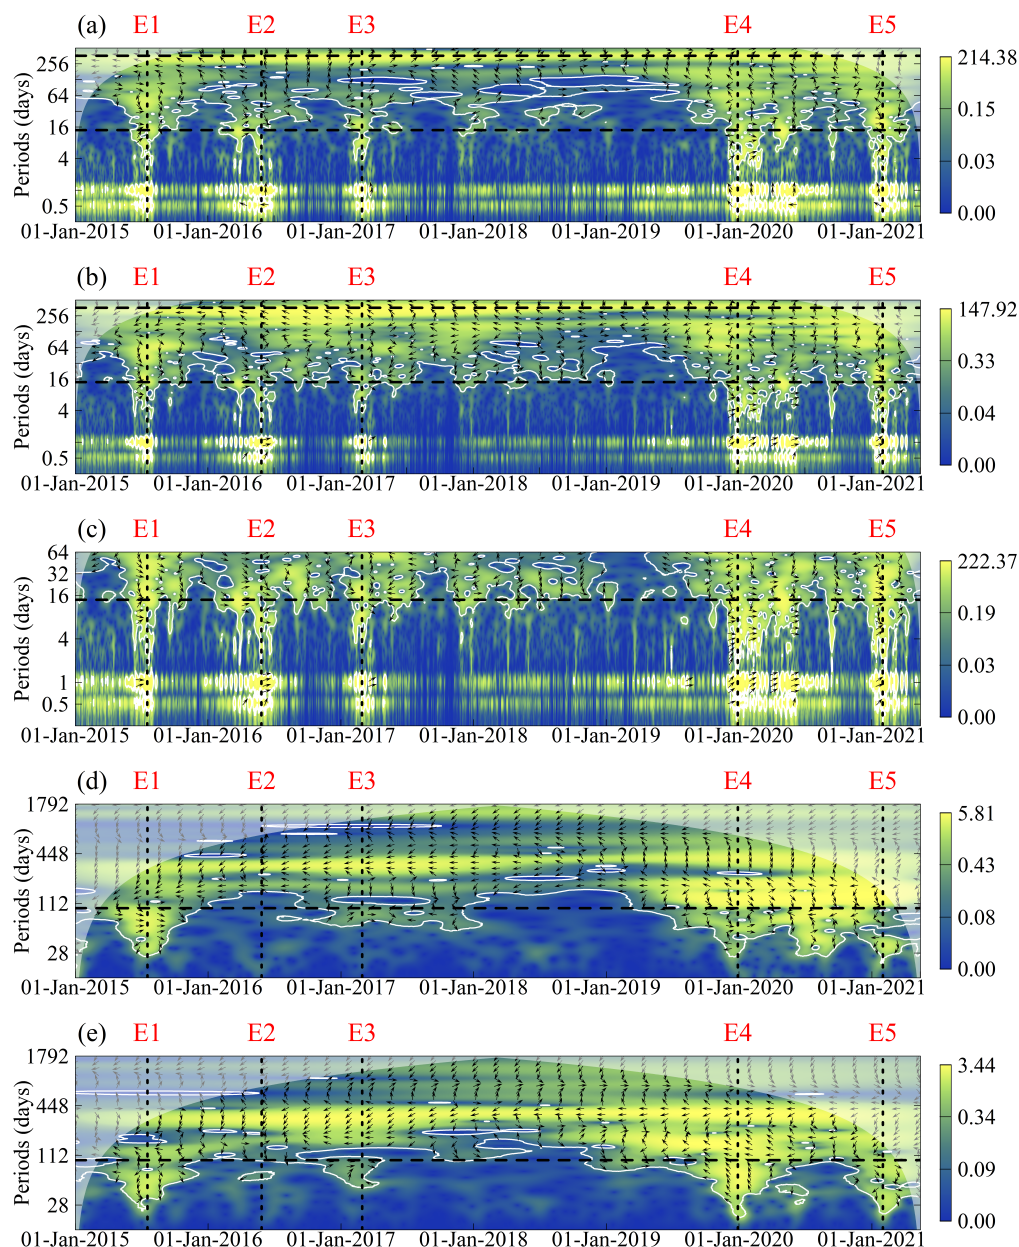 (a) E1 E2 E3 E4 E5
Periods (days)
256
64
16
4
0.5
01-Jan-2015 01-Jan-2016 01-Jan-2017 01-Jan-2018 01-Jan-2019 01-Jan-2020 01-Jan-2021
214.38
0.15
0.03
0.00
(b) E1 E2 E3 E4 E5
Periods (days)
256
64
16
4
0.5
01-Jan-2015 01-Jan-2016 01-Jan-2017 01-Jan-2018 01-Jan-2019 01-Jan-2020 01-Jan-2021
147.92
0.33
0.04
0.00
(c) E1 E2 E3 E4 E5
Periods (days)
64
32
16
4
1
0.5
01-Jan-2015 01-Jan-2016 01-Jan-2017 01-Jan-2018 01-Jan-2019 01-Jan-2020 01-Jan-2021
222.37
0.19
0.03
0.00
(d) E1 E2 E3 E4 E5
Periods (days)
1792
448
112
28
01-Jan-2015 01-Jan-2016 01-Jan-2017 01-Jan-2018 01-Jan-2019 01-Jan-2020 01-Jan-2021
5.81
0.43
0.08
0.00
(e) E1 E2 E3 E4 E5
Periods (days)
1792
448
112
28
01-Jan-2015 01-Jan-2016 01-Jan-2017 01-Jan-2018 01-Jan-2019 01-Jan-2020 01-Jan-2021
3.44
0.34
0.09
0.00